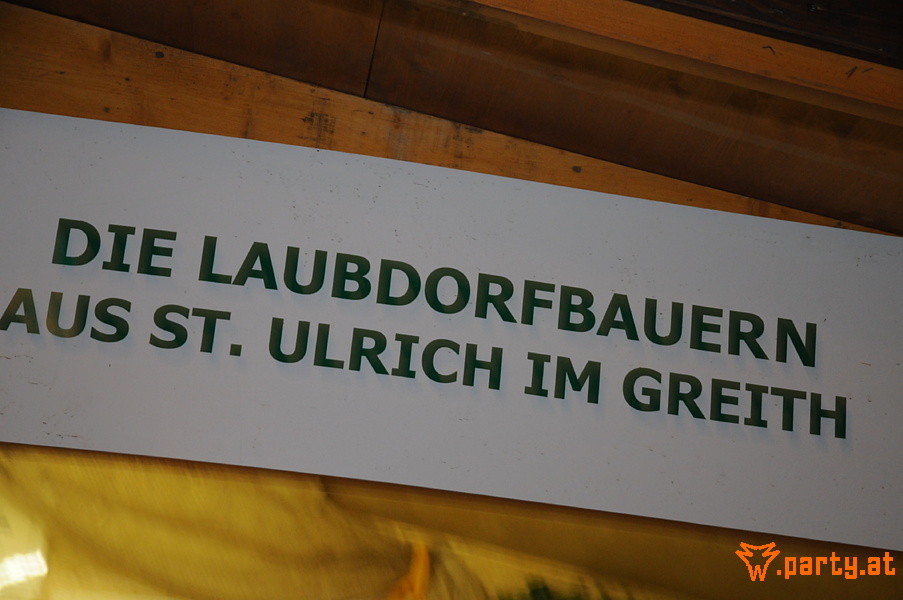 DIE LAUBDORFBAUERN
AUS ST. ULRICH IM GREITH
.party.at